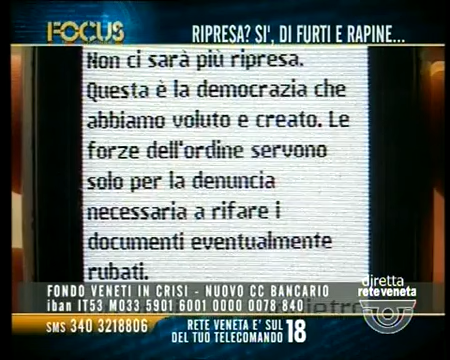 FOCUS
RIPRESA? SI', DI FURTI E RAPINE...
Non ci sarà più ripresa.
Questa è la democrazia che
abbiamo voluto e creato. Le
forze dell'ordine servono
solo per la denuncia
necessaria a rifare i
documenti eventualmente
rubati.
diretta
reteveneta
FONDO VENETI IN CRISI - NUOVO CC BANCARIO
iban IT53 M033 5901 6001 0000 0078 840
SMS 340 3218806
RETE VENETA E' SUL 18
DEL TUO TELECOMANDO